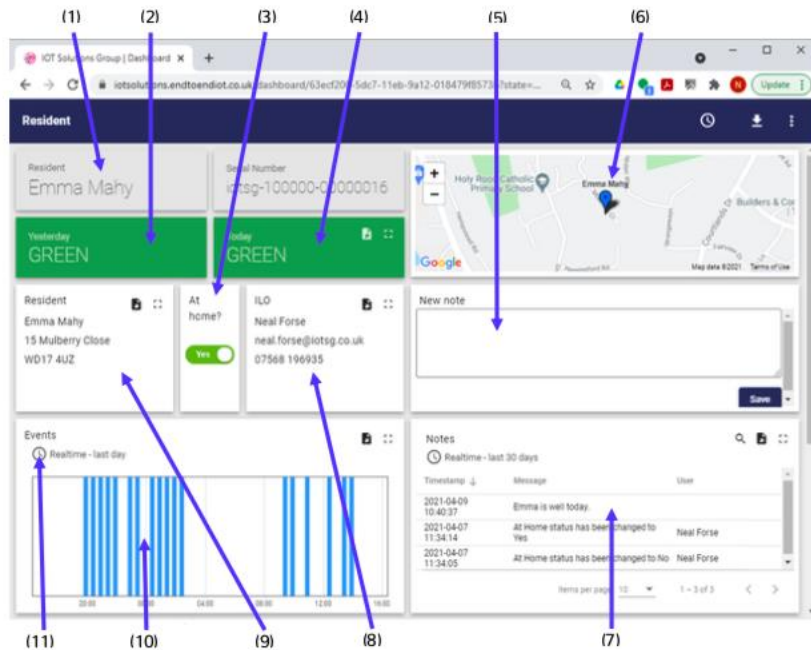 (1) (2) (3) (4) (5) (6)
IOT Solutions Group | Dashboard
iotsolutions.endtoendiot.co.uk
Update
Resident
Resident
Emma Mahy
Serial Number
iotsg-100000-00000016
Yesterday
GREEN
Today
GREEN
Holy Rood Catholic
Primary School
Emma Mahy
Builders & Co
Google
Map data ©2021 Terms of Use
Resident
Emma Mahy
15 Mulberry Close
WD17 4UZ
At
home?
Yes
ILO
Neal Forse
neal.forse@iotsg.co.uk
07568 196935
New note
Save
Events
Realtime - last day
20:00 00:00 04:00 08:00 12:00 16:00
Notes
Realtime - last 30 days
Timestamp Message User
2021-04-09
10:40:37
Emma is well today.
2021-04-07
11:34:14
At Home status has been changed to
Yes
Neal Forse
2021-04-07
11:34:05
At Home status has been changed to No
Neal Forse
Items per page: 10 1 – 3 of 3
(11) (10) (9) (8) (7)